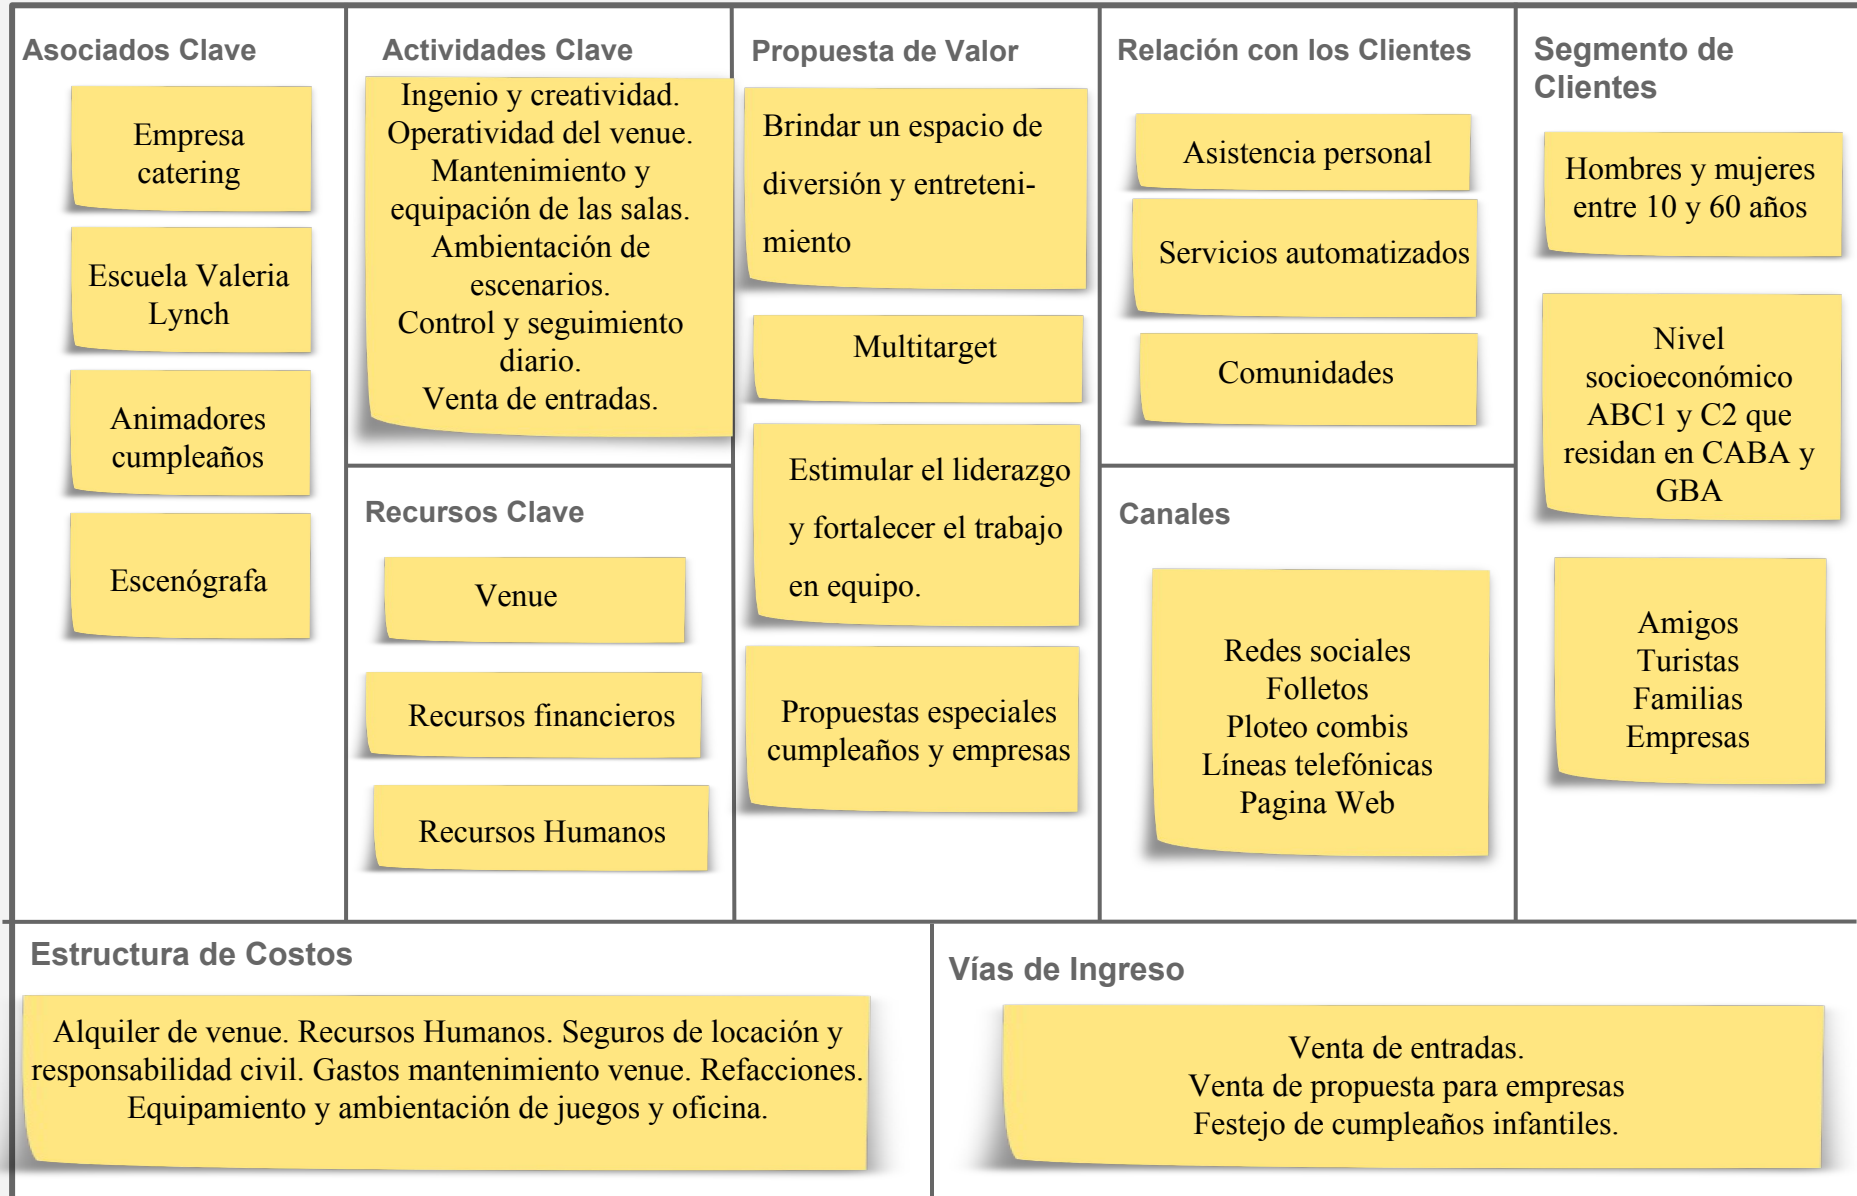 Asociados Clave
Empresa
catering
Escuela Valeria
Lynch
Animadores
cumpleaños
Escenógrafa
Actividades Clave
Ingenio y creatividad.
Operatividad del venue.
Mantenimiento y
equipación de las salas.
Ambientación de
escenarios.
Control y seguimiento
diario.
Venta de entradas.
Recursos Clave
Venue
Recursos financieros
Recursos Humanos
Propuesta de Valor
Brindar un espacio de
diversión y entreteni-
miento
Multitarget
Estimular el liderazgo
y fortalecer el trabajo
en equipo.
Propuestas especiales
cumpleaños y empresas
Relación con los Clientes
Asistencia personal
Servicios automatizados
Comunidades
Canales
Redes sociales
Folletos
Ploteo combis
Líneas telefónicas
Pagina Web
Segmento de
Clientes
Hombres y mujeres
entre 10 y 60 años
Nivel
socioeconómico
ABC1 y C2 que
residan en CABA y
GBA
Amigos
Turistas
Familias
Empresas
Estructura de Costos
Alquiler de venue. Recursos Humanos. Seguros de locación y
responsabilidad civil. Gastos mantenimiento venue. Refacciones.
Equipamiento y ambientación de juegos y oficina.
Vías de Ingreso
Venta de entradas.
Venta de propuesta para empresas
Festejo de cumpleaños infantiles.